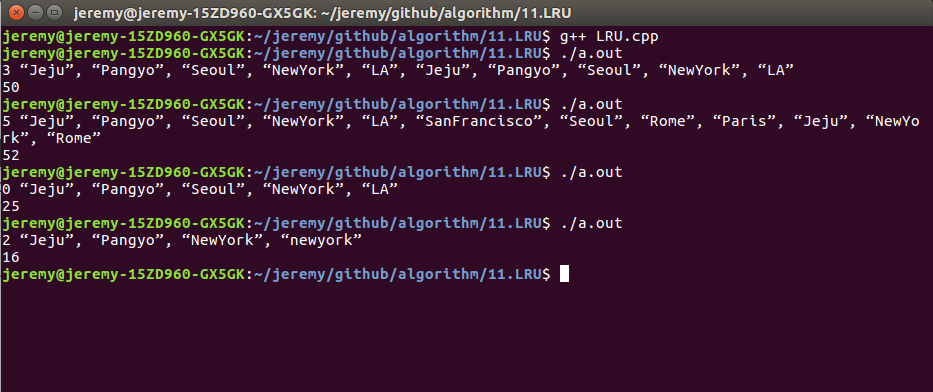 jeremy@jeremy-15ZD960-GX5GK: ~/jeremy/github/algorithm/11.LRU
jeremy@jeremy-15ZD960-GX5GK:~/jeremy/github/algorithm/11.LRU$ g++ LRU.cpp
jeremy@jeremy-15ZD960-GX5GK:~/jeremy/github/algorithm/11.LRU$ ./a.out
3 “Jeju”, “Pangyo”, “Seoul”, “NewYork”, “LA”, “Jeju”, “Pangyo”, “Seoul”, “NewYork”, “LA”
50
jeremy@jeremy-15ZD960-GX5GK:~/jeremy/github/algorithm/11.LRU$ ./a.out
5 “Jeju”, “Pangyo”, “Seoul”, “NewYork”, “LA”, “SanFrancisco”, “Seoul”, “Rome”, “Paris”, “Jeju”, “NewYo
rk”, “Rome”
52
jeremy@jeremy-15ZD960-GX5GK:~/jeremy/github/algorithm/11.LRU$ ./a.out
0 “Jeju”, “Pangyo”, “Seoul”, “NewYork”, “LA”
25
jeremy@jeremy-15ZD960-GX5GK:~/jeremy/github/algorithm/11.LRU$ ./a.out
2 “Jeju”, “Pangyo”, “NewYork”, “newyork”
16
jeremy@jeremy-15ZD960-GX5GK:~/jeremy/github/algorithm/11.LRU$